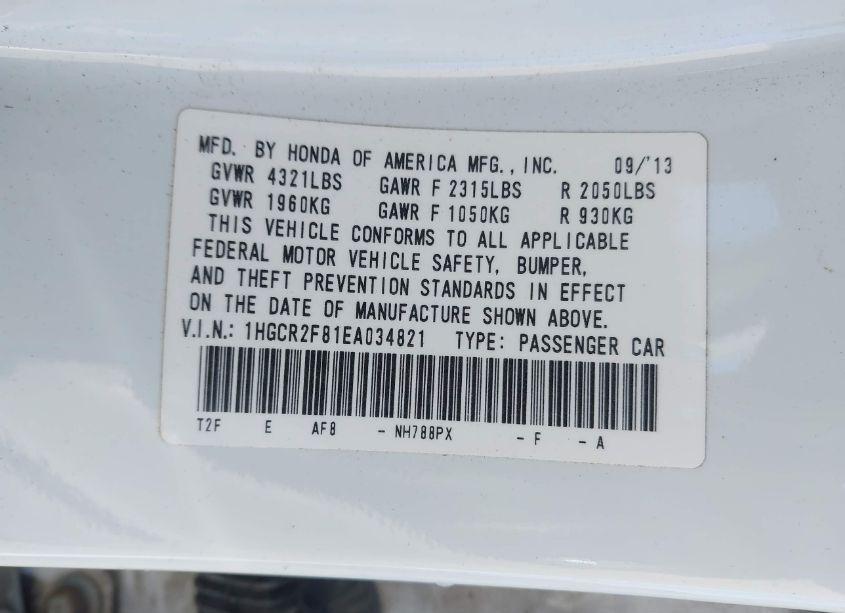 MFD. BY HONDA OF AMERICA MFG., INC. 09/'13
GVWR 4321LBS GAWR F 2315LBS R 2050LBS
GVWR 1960KG GAWR F 1050KG R 930KG
THIS VEHICLE CONFORMS TO ALL APPLICABLE
FEDERAL MOTOR VEHICLE SAFETY, BUMPER,
AND THEFT PREVENTION STANDARDS IN EFFECT
ON THE DATE OF MANUFACTURE SHOWN ABOVE.
V.I.N.: 1HGCR2F81EA034821 TYPE: PASSENGER CAR
T2F E AF8 - NH788PX - F - A